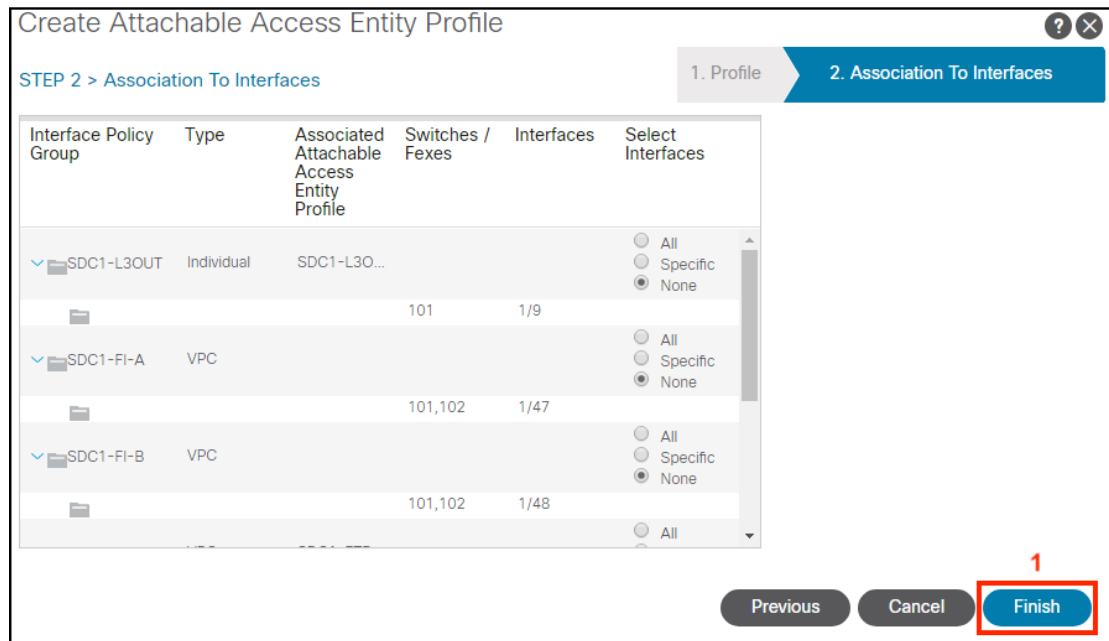 Create Attachable Access Entity Profile
STEP 2 > Association To Interfaces
1. Profile
2. Association To Interfaces
Interface Policy Group Type Associated Attachable Access Entity Profile Switches / Fexes Interfaces Select Interfaces
All
SDC1-L3OUT Individual SDC1-L3O... Specific
None
101 1/9
All
SDC1-FI-A VPC Specific
None
101,102 1/47
All
SDC1-FI-B VPC Specific
None
101,102 1/48
All
1
Previous Cancel Finish